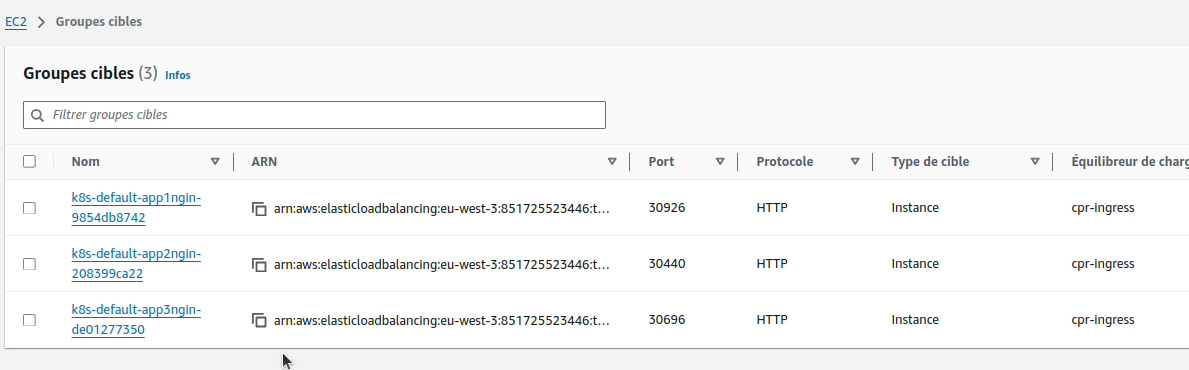 EC2 > Groupes cibles
Groupes cibles (3) Infos
Filtrer groupes cibles
Nom ARN Port Protocole Type de cible Équilibreur de charg
k8s-default-app1ngin-
9854db8742 arn:aws:elasticloadbalancing:eu-west-3:851725523446:t... 30926 HTTP Instance cpr-ingress
k8s-default-app2ngin-
208399ca22 arn:aws:elasticloadbalancing:eu-west-3:851725523446:t... 30440 HTTP Instance cpr-ingress
k8s-default-app3ngin-
de01277350 arn:aws:elasticloadbalancing:eu-west-3:851725523446:t... 30696 HTTP Instance cpr-ingress